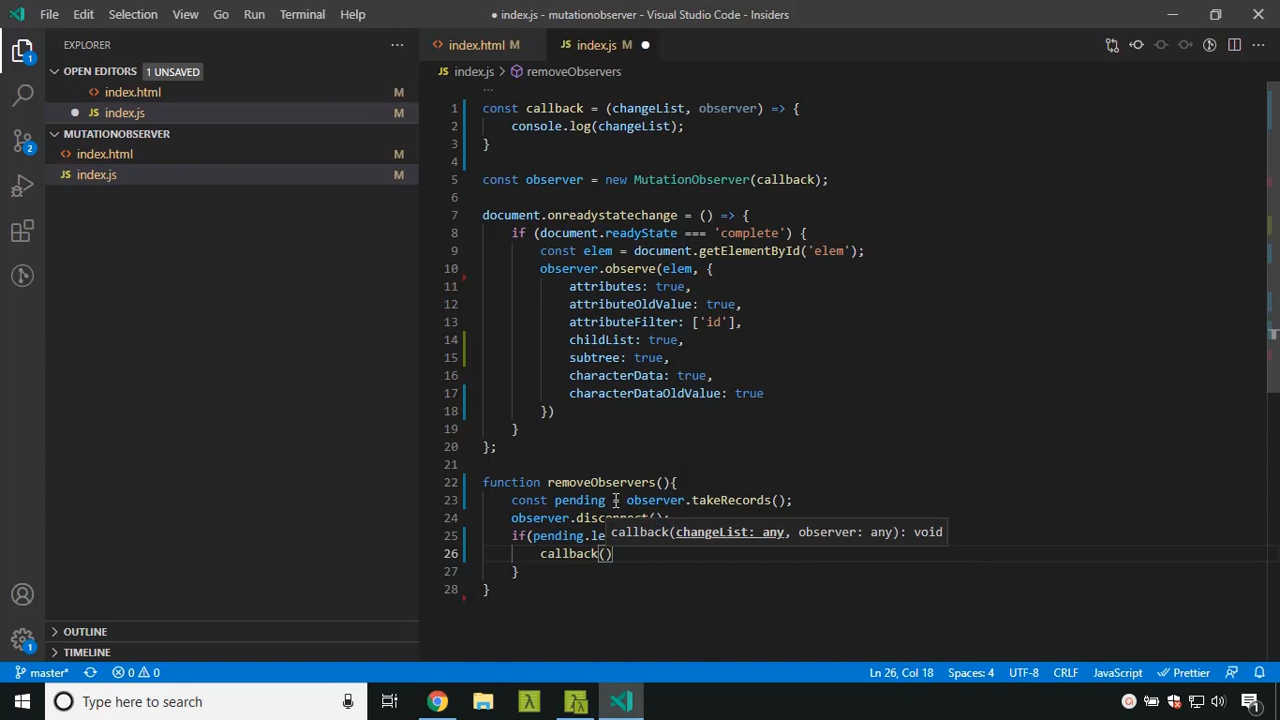 File Edit Selection View Go Run Terminal Help
● index.js - mutationobserver - Visual Studio Code - Insiders
EXPLORER
OPEN EDITORS 1 UNSAVED
index.html M
index.js M
MUTATIONOBSERVER
index.html M
index.js M
OUTLINE
TIMELINE
index.html M
JS index.js M
JS index.js > removeObservers
1 const callback = (changeList, observer) => {
2 console.log(changeList);
3 }
4
5 const observer = new MutationObserver(callback);
6
7 document.onreadystatechange = () => {
8 if (document.readyState === 'complete') {
9 const elem = document.getElementById('elem');
10 observer.observe(elem, {
11 attributes: true,
12 attributeOldValue: true,
13 attributeFilter: ['id'],
14 childList: true,
15 subtree: true,
16 characterData: true,
17 characterDataOldValue: true
18 })
19 }
20 };
21
22 function removeObservers(){
23 const pending = observer.takeRecords();
24 observer.disconnect();
25 if(pending.le
callback(changeList: any, observer: any): void
26 callback()
27 }
28 }
master* 0 0
Ln 26, Col 18 Spaces: 4 UTF-8 CRLF JavaScript Prettier
Type here to search